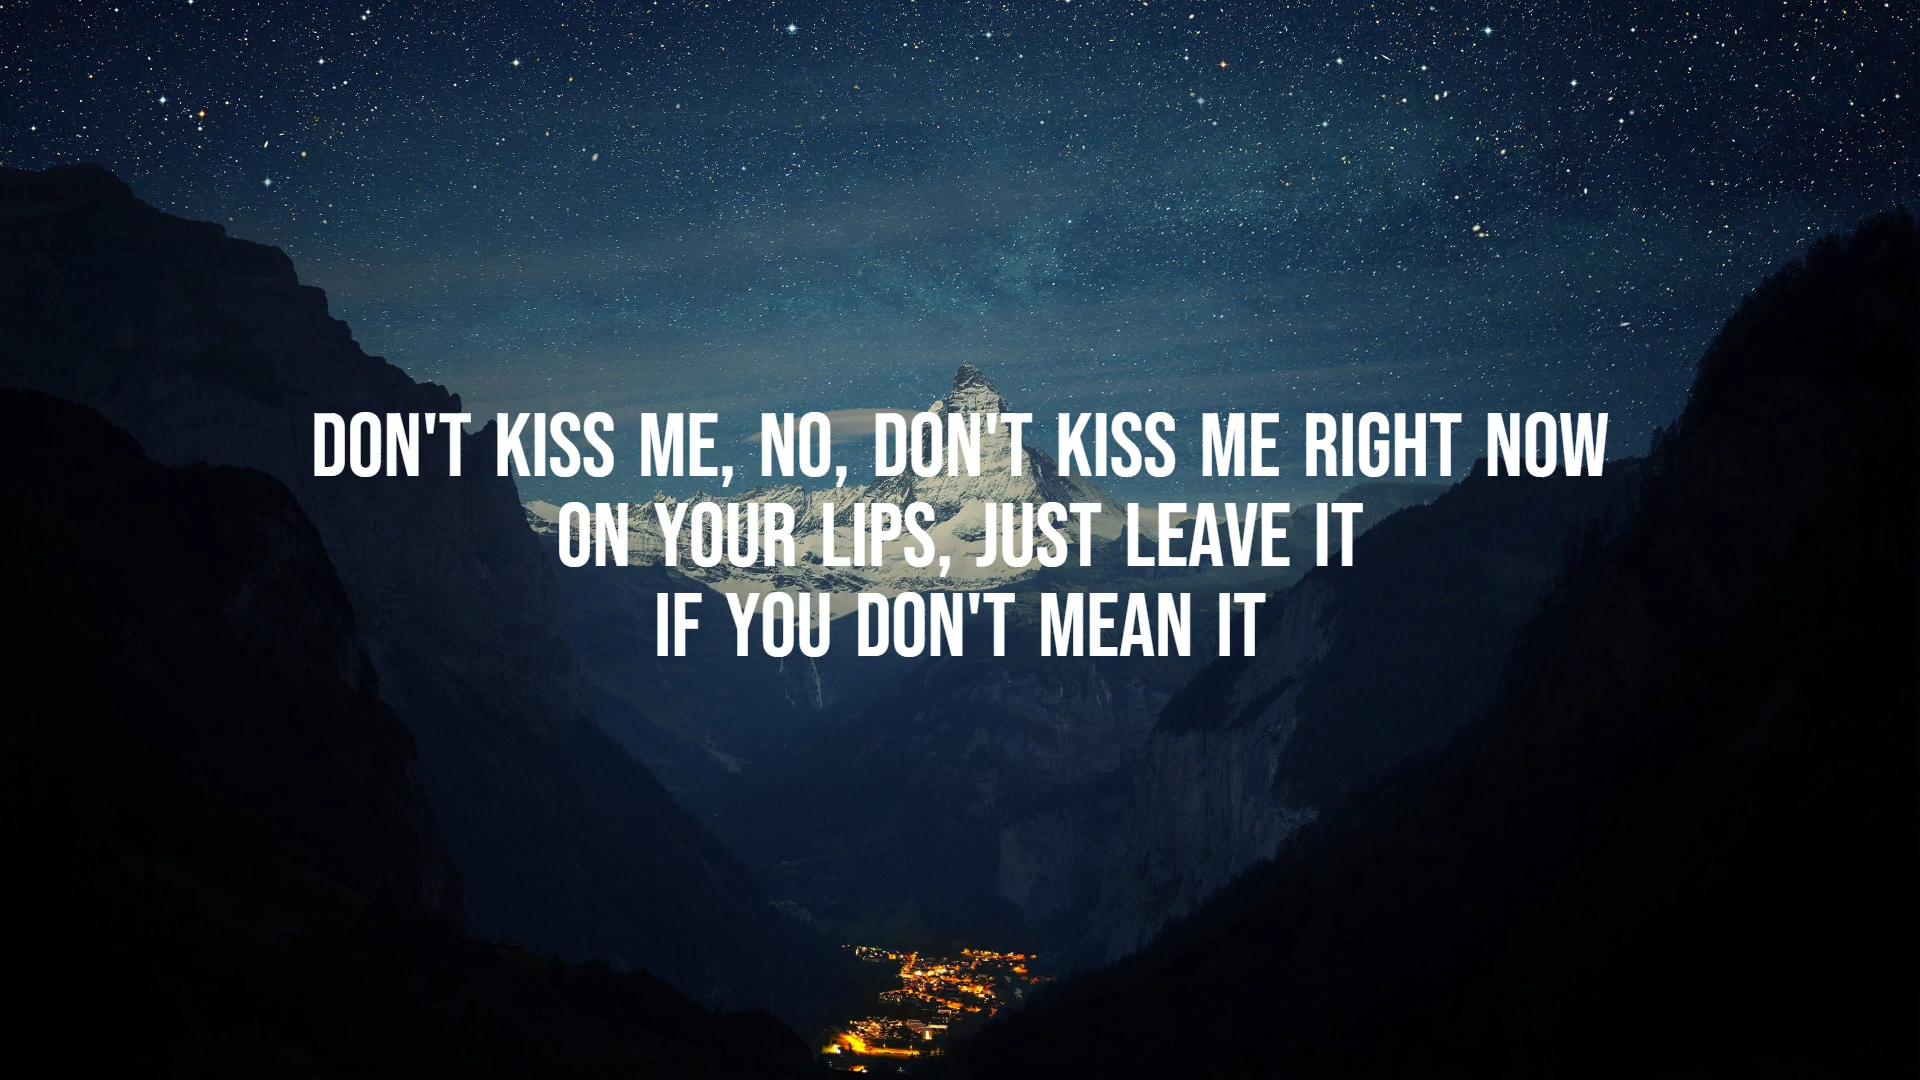 DON'T KISS ME, NO, DON'T KISS ME RIGHT NOW
ON YOUR LIPS, JUST LEAVE IT
IF YOU DON'T MEAN IT